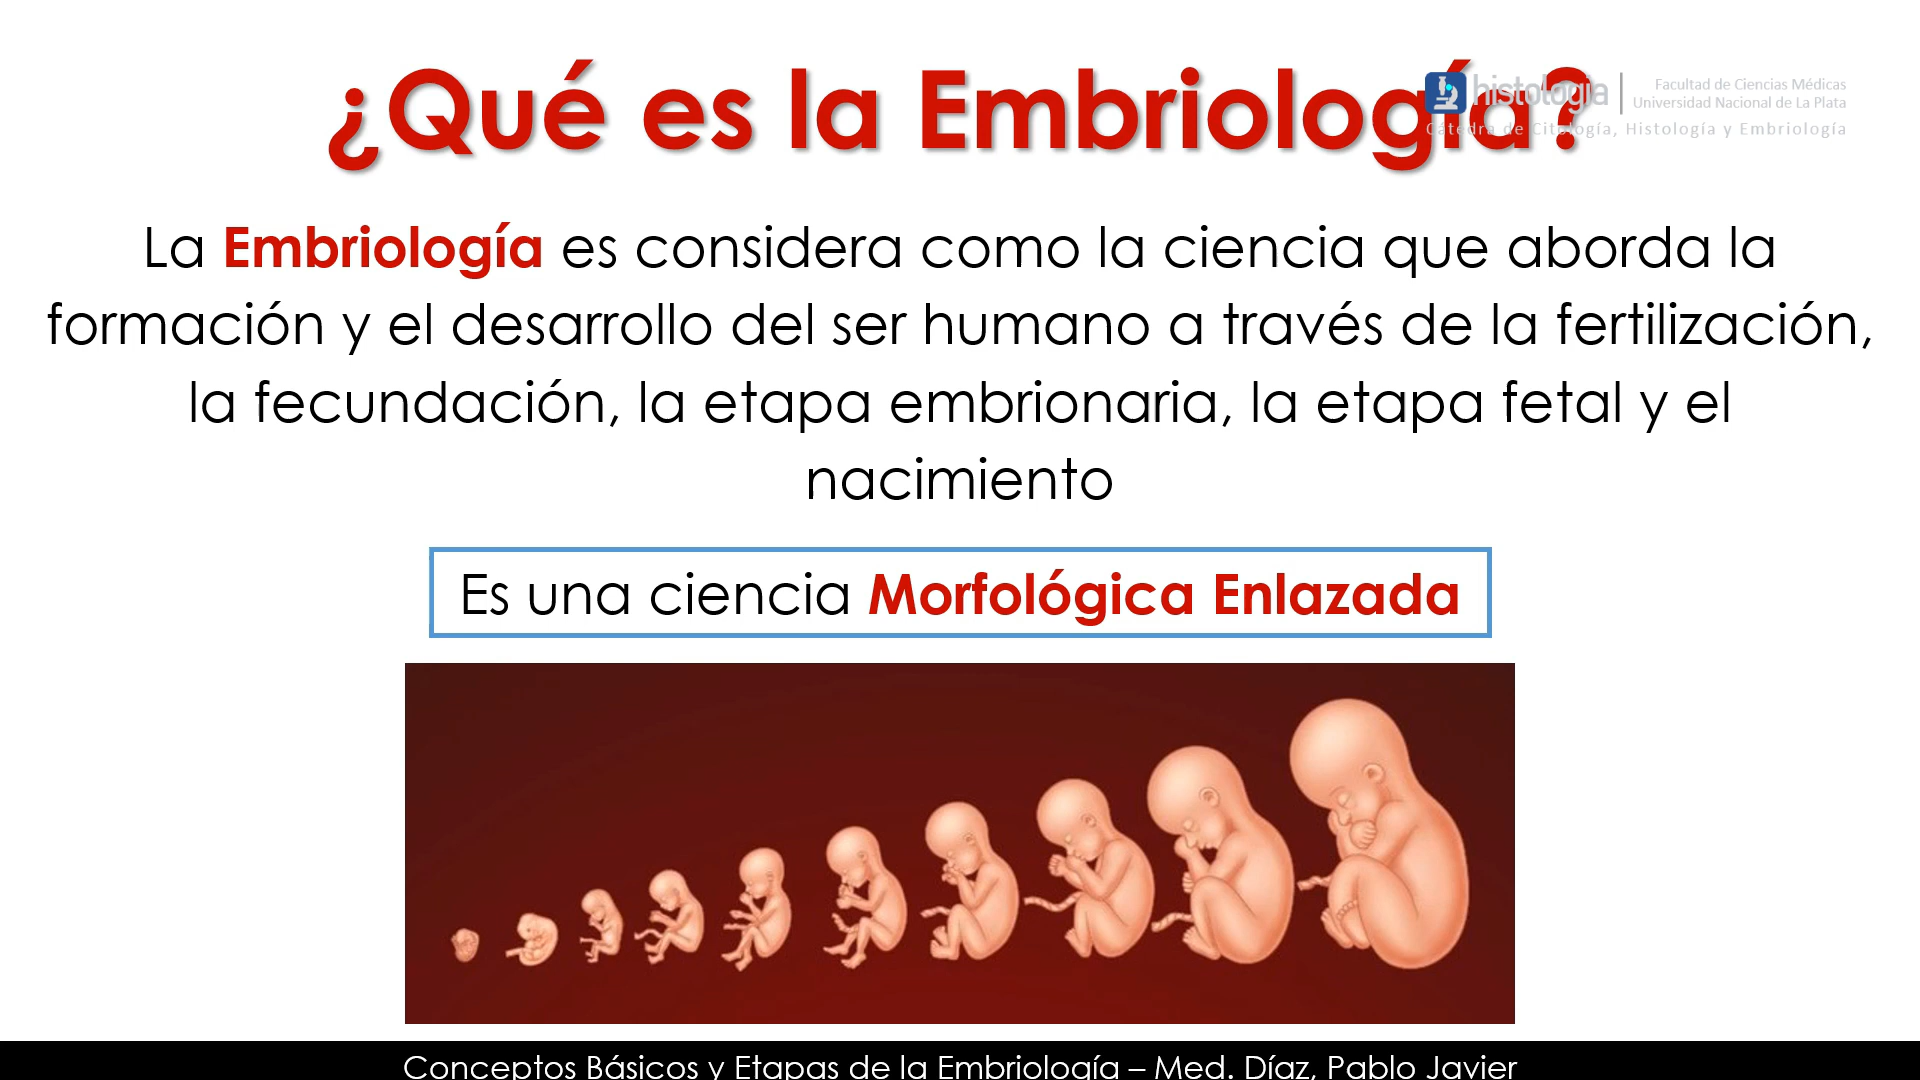 ¿Qué es la Embriología?
histología
Facultad de Ciencias Médicas
Universidad Nacional de La Plata
Cátedra de Citología, Histología y Embriología
La Embriología es considera como la ciencia que aborda la
formación y el desarrollo del ser humano a través de la fertilización,
la fecundación, la etapa embrionaria, la etapa fetal y el
nacimiento
Es una ciencia Morfológica Enlazada
Conceptos Básicos y Etapas de la Embriología – Med. Díaz, Pablo Javier